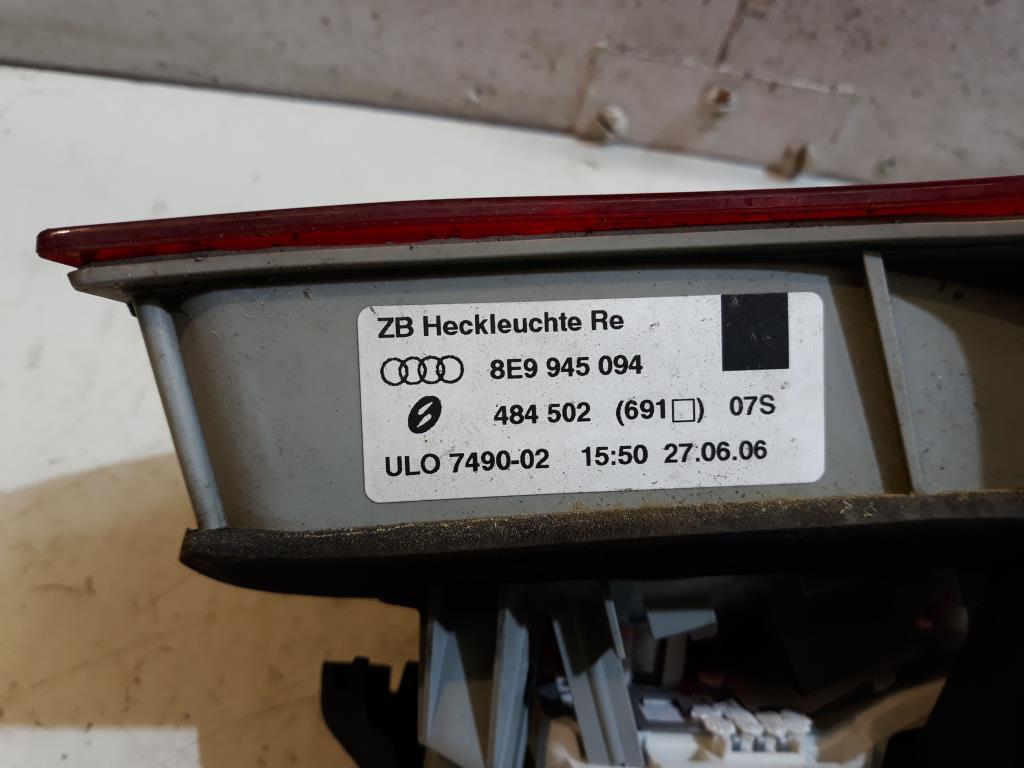 ZB Heckleuchte Re
8E9 945 094
484 502 (691□) 07S
ULO 7490-02 15:50 27.06.06